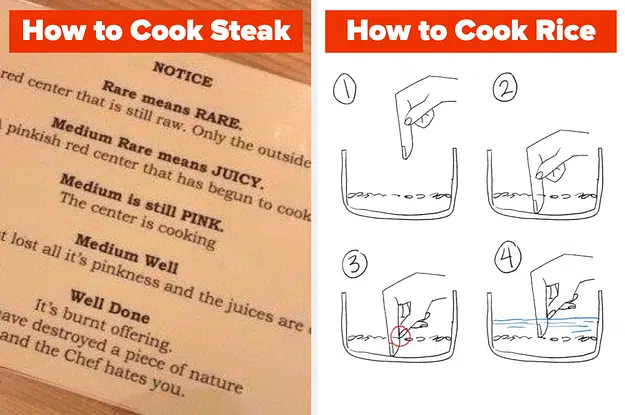 How to Cook Steak
NOTICE
Rare means RARE.
red center that is still raw. Only the outside
Medium Rare means JUICY.
pinkish red center that has begun to cook
Medium is still PINK.
The center is cooking
Medium Well
lost all it's pinkness and the juices are
Well Done
It's burnt offering.
have destroyed a piece of nature
and the Chef hates you.
How to Cook Rice
1
2
3
4